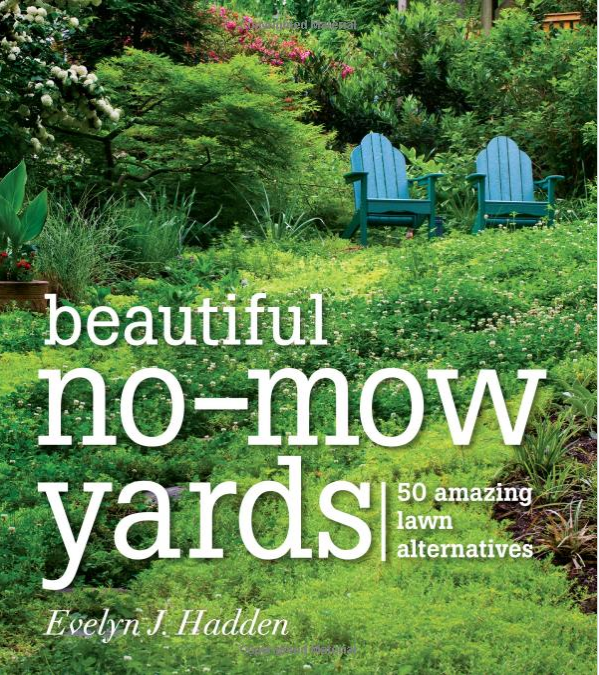 beautiful
no-mow
yards
50 amazing
lawn
alternatives
Evelyn J. Hadden